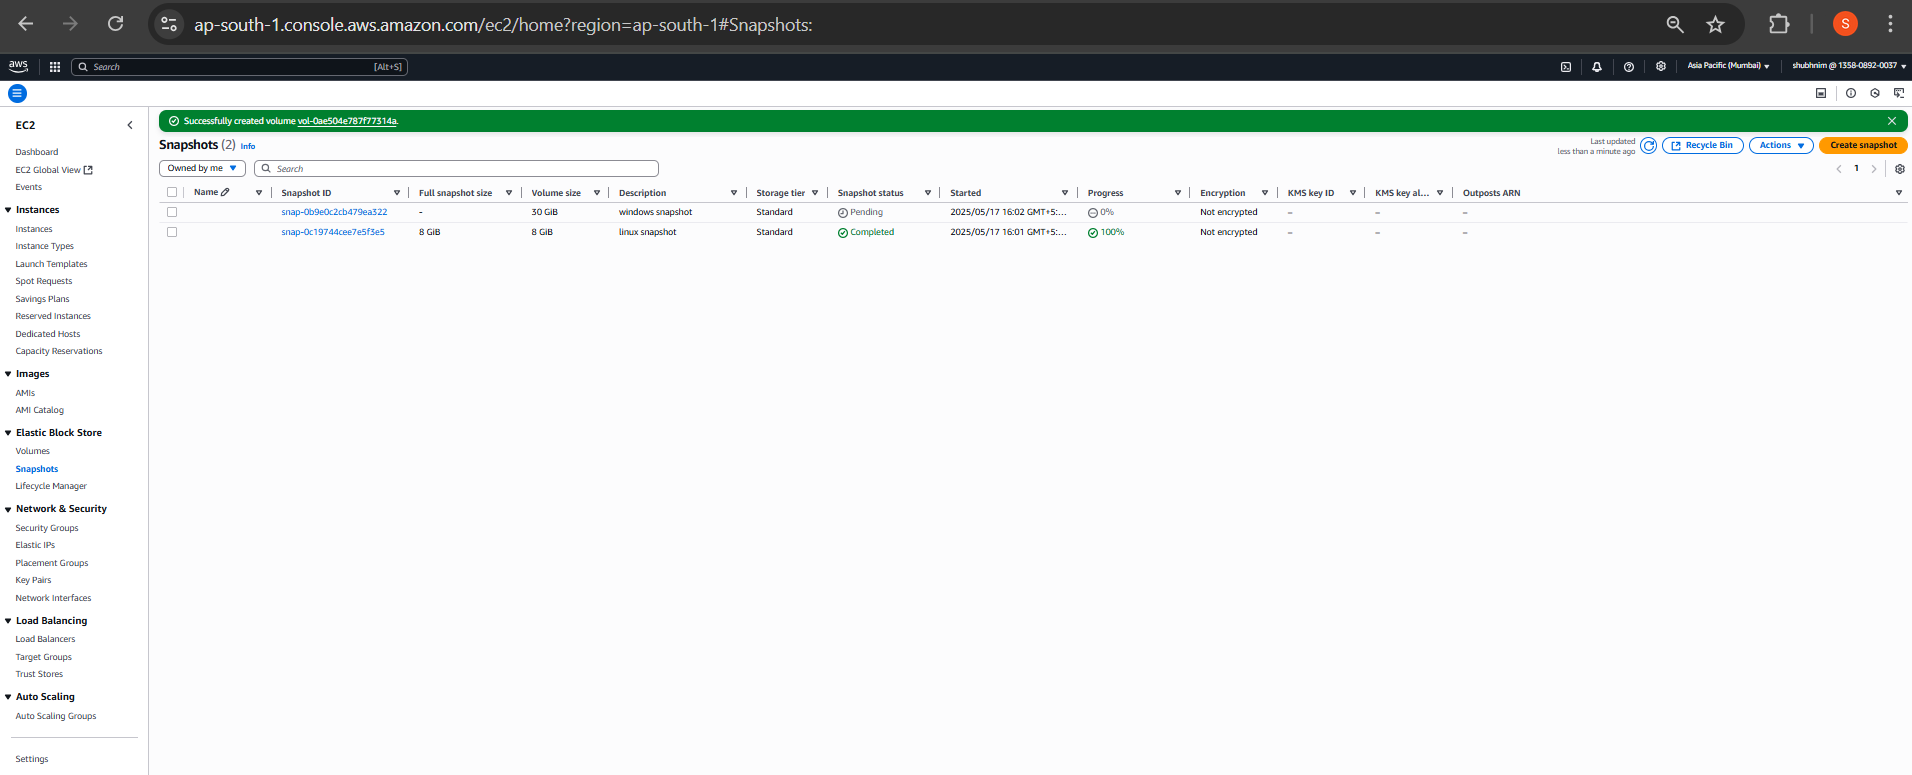 ap-south-1.console.aws.amazon.com/ec2/home?region=ap-south-1#Snapshots:
S
aws
Search [Alt+S]
Asia Pacific (Mumbai)
shubhnim @ 1358-0892-0037
EC2
Dashboard
EC2 Global View
Events
Instances
Instances
Instance Types
Launch Templates
Spot Requests
Savings Plans
Reserved Instances
Dedicated Hosts
Capacity Reservations
Images
AMIs
AMI Catalog
Elastic Block Store
Volumes
Snapshots
Lifecycle Manager
Network & Security
Security Groups
Elastic IPs
Placement Groups
Key Pairs
Network Interfaces
Load Balancing
Load Balancers
Target Groups
Trust Stores
Auto Scaling
Auto Scaling Groups
Settings
Successfully created volume vol-0ae504e787f77314a.
Snapshots (2) Info
Last updated
less than a minute ago
Recycle Bin
Actions
Create snapshot
Owned by me
Search
1
Name Snapshot ID Full snapshot size Volume size Description Storage tier Snapshot status Started Progress Encryption KMS key ID KMS key al... Outposts ARN
snap-0b9e0c2cb479ea322 - 30 GiB windows snapshot Standard Pending 2025/05/17 16:02 GMT+5:... 0% Not encrypted – – –
snap-0c19744cee7e5f3e5 8 GiB 8 GiB linux snapshot Standard Completed 2025/05/17 16:01 GMT+5:... 100% Not encrypted – – –